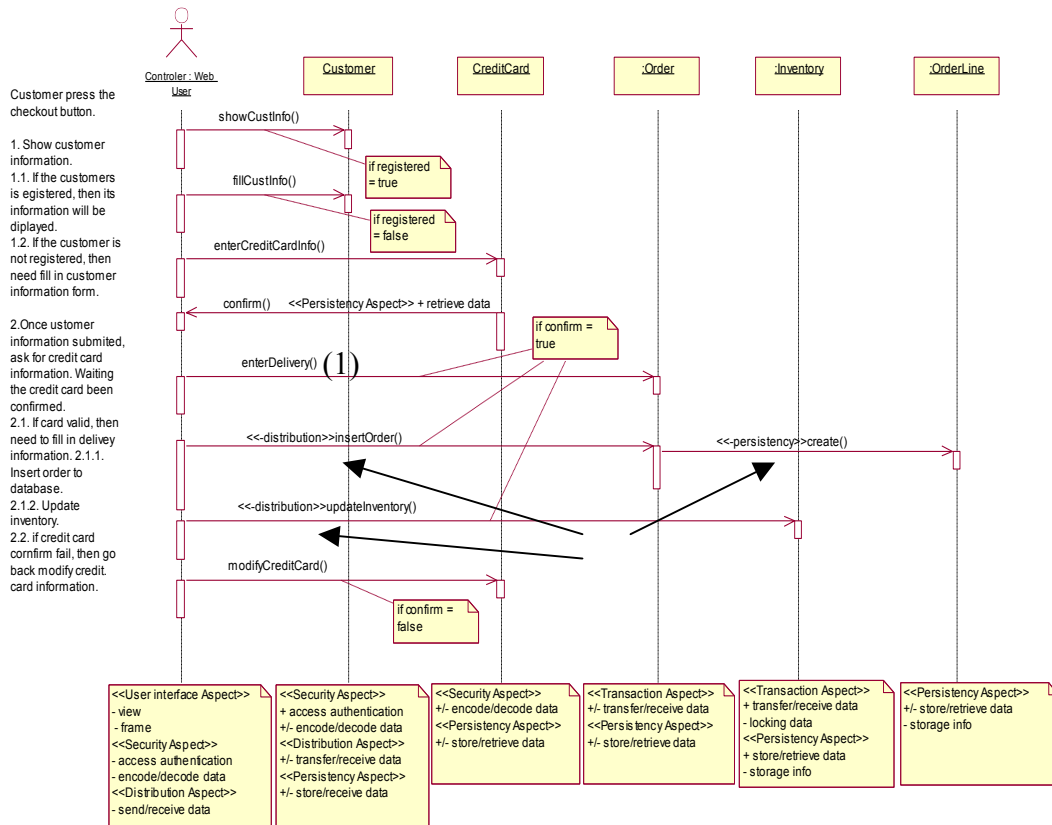 Controler : Web
User
Customer
CreditCard
:Order
:Inventory
:OrderLine
Customer press the
checkout button.
1. Show customer
information.
1.1. If the customers
is egistered, then its
information will be
diplayed.
1.2. If the customer is
not registered, then
need fill in customer
information form.
2.Once ustomer
information submited,
ask for credit card
information. Waiting
the credit card been
confirmed.
2.1. If card valid, then
need to fill in delivey
information. 2.1.1.
Insert order to
database.
2.1.2. Update
inventory.
2.2. if credit card
cornfirm fail, then go
back modify credit.
card information.
showCustInfo()
if registered
= true
fillCustInfo()
if registered
= false
enterCreditCardInfo()
confirm() <<Persistency Aspect>> + retrieve data
if confirm =
true
enterDelivery() (1)
<<-distribution>>insertOrder()
<<-persistency>>create()
<<-distribution>>updateInventory()
modifyCreditCard()
if confirm =
false
<<User interface Aspect>>
- view
- frame
<<Security Aspect>>
- access authentication
- encode/decode data
<<Distribution Aspect>>
- send/receive data
<<Security Aspect>>
+ access authentication
+/- encode/decode data
<<Distribution Aspect>>
+/- transfer/receive data
<<Persistency Aspect>>
+/- store/receive data
<<Security Aspect>>
+/- encode/decode data
<<Persistency Aspect>>
+/- store/retrieve data
<<Transaction Aspect>>
+/- transfer/receive data
<<Persistency Aspect>>
+/- store/retrieve data
<<Transaction Aspect>>
+ transfer/receive data
- locking data
<<Persistency Aspect>>
+ store/retrieve data
- storage info
<<Persistency Aspect>>
+/- store/retrieve data
- storage info